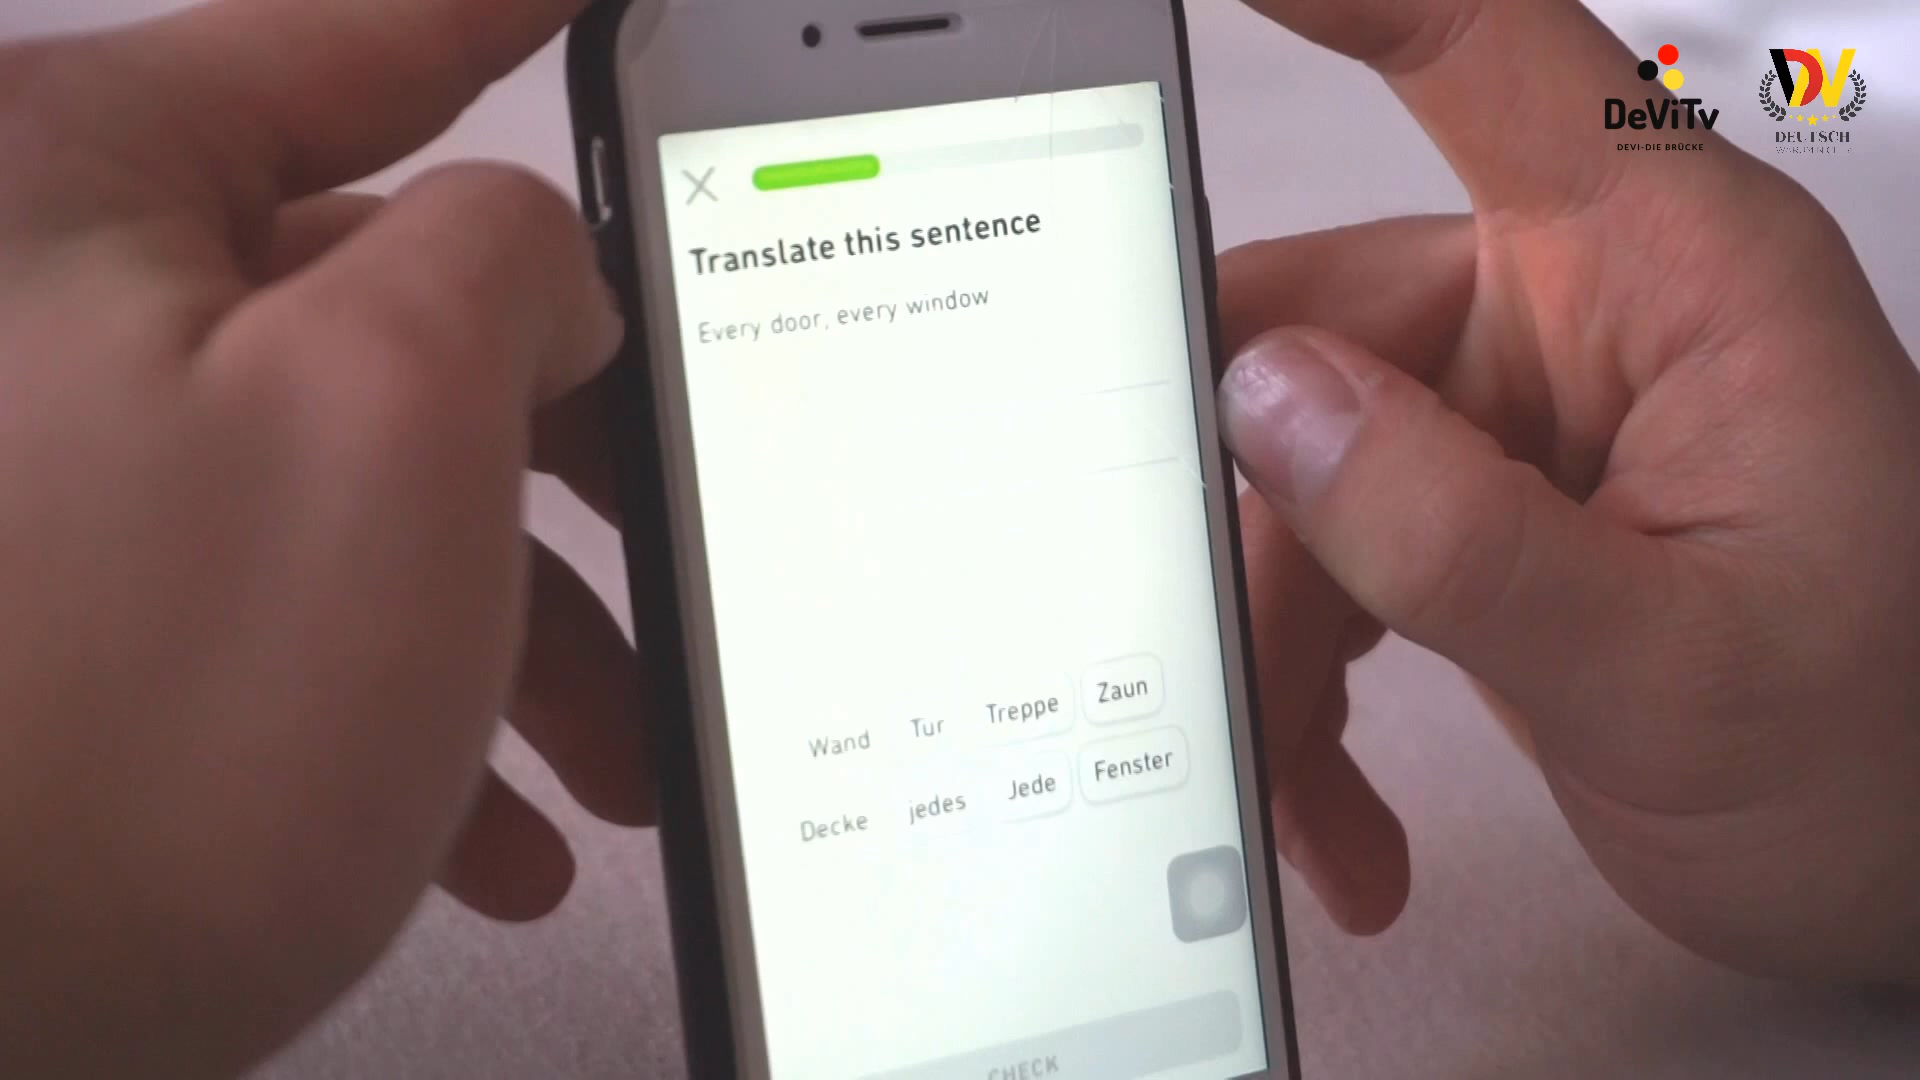 DeViTv
DEVI-DIE BRÜCKE
DEUTSCH
Translate this sentence
Every door, every window
Wand Tur Treppe Zaun
Decke jedes Jede Fenster
CHECK